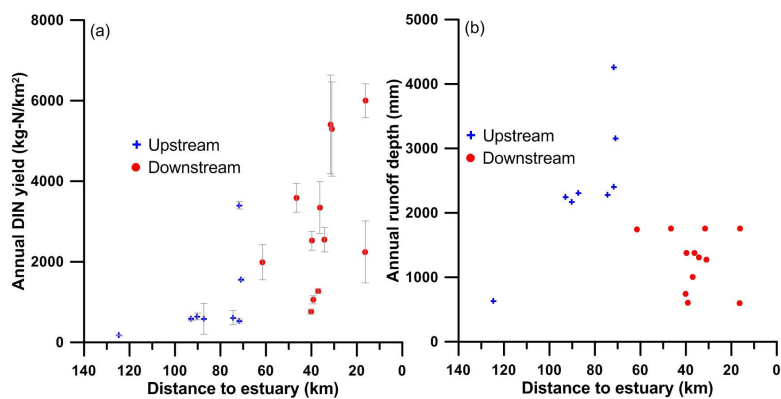 (a)
Annual DIN yield (kg-N/km²)
8000
6000
4000
2000
0
Upstream
Downstream
140 120 100 80 60 40 20 0
Distance to estuary (km)
(b)
Annual runoff depth (mm)
5000
4000
3000
2000
1000
0
Upstream
Downstream
140 120 100 80 60 40 20 0
Distance to estuary (km)